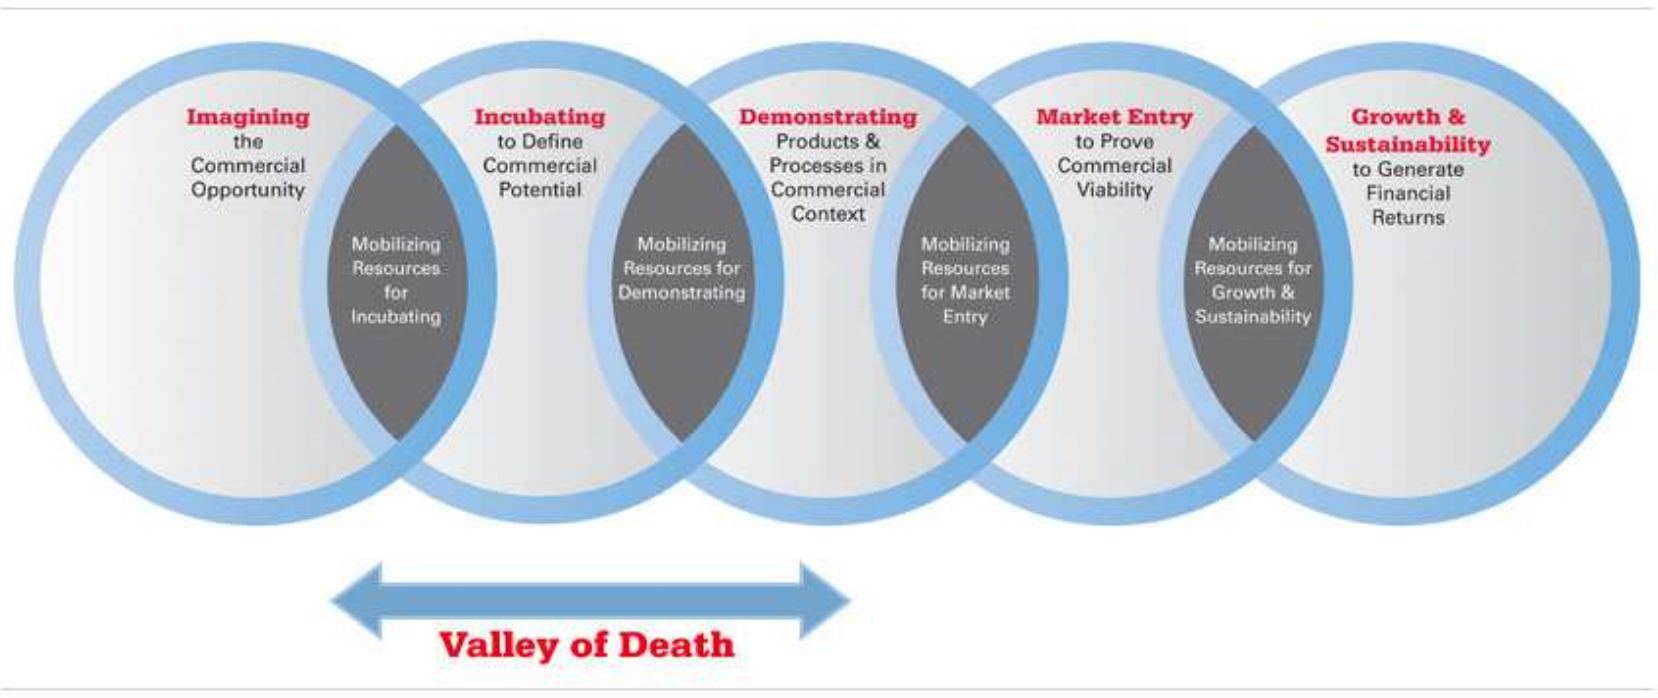 Imagining
the
Commercial
Opportunity
Mobilizing
Resources
for
Incubating
Incubating
to Define
Commercial
Potential
Mobilizing
Resources for
Demonstrating
Demonstrating
Products &
Processes in
Commercial
Context
Mobilizing
Resources
for Market
Entry
Market Entry
to Prove
Commercial
Viability
Mobilizing
Resources for
Growth &
Sustainability
Growth &
Sustainability
to Generate
Financial
Returns
Valley of Death